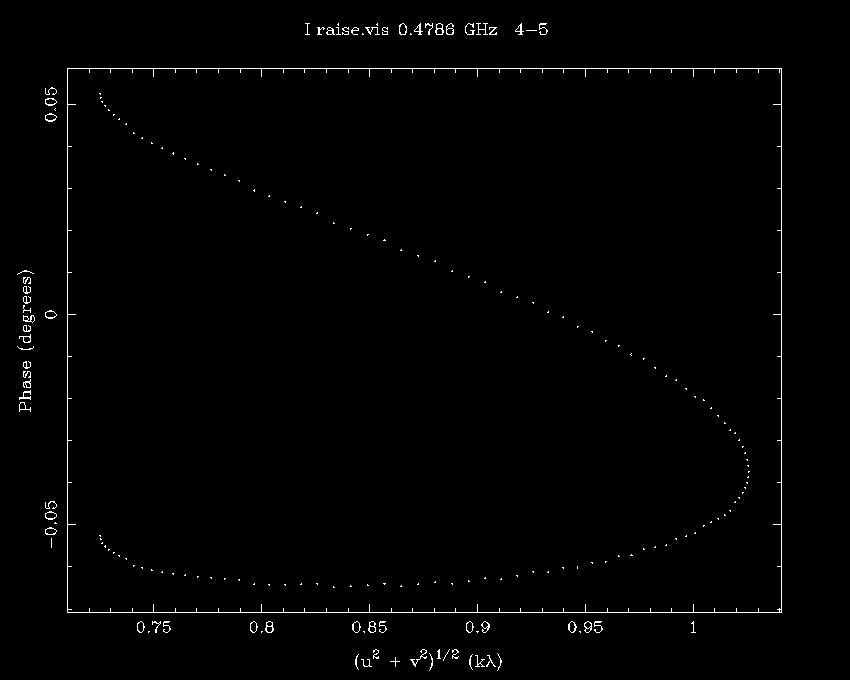 I raise.vis 0.4786 GHz 4−5
0.05
0
−0.05
Phase (degrees)
0.75 0.8 0.85 0.9 0.95 1
(u² + v²)¹/² (kλ)